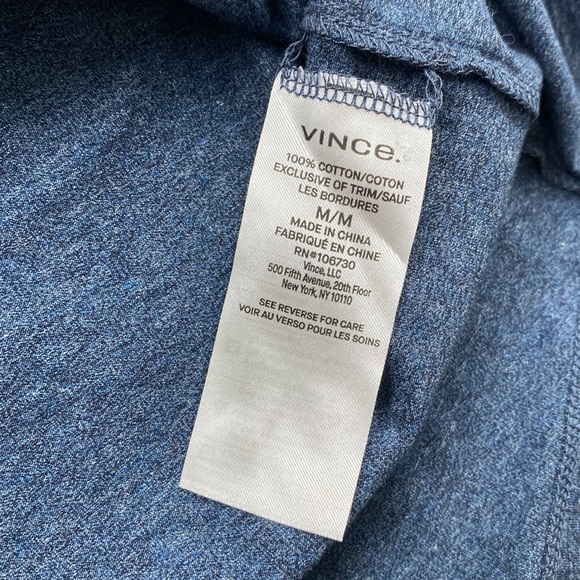 VINCe.
100% COTTON/COTON
EXCLUSIVE OF TRIM/SAUF
LES BORDURES
M/M
MADE IN CHINA
FABRIQUÉ EN CHINE
RN#106730
Vince, LLC
500 Fifth Avenue, 20th Floor
New York, NY 10110
SEE REVERSE FOR CARE
VOIR AU VERSO POUR LES SOINS